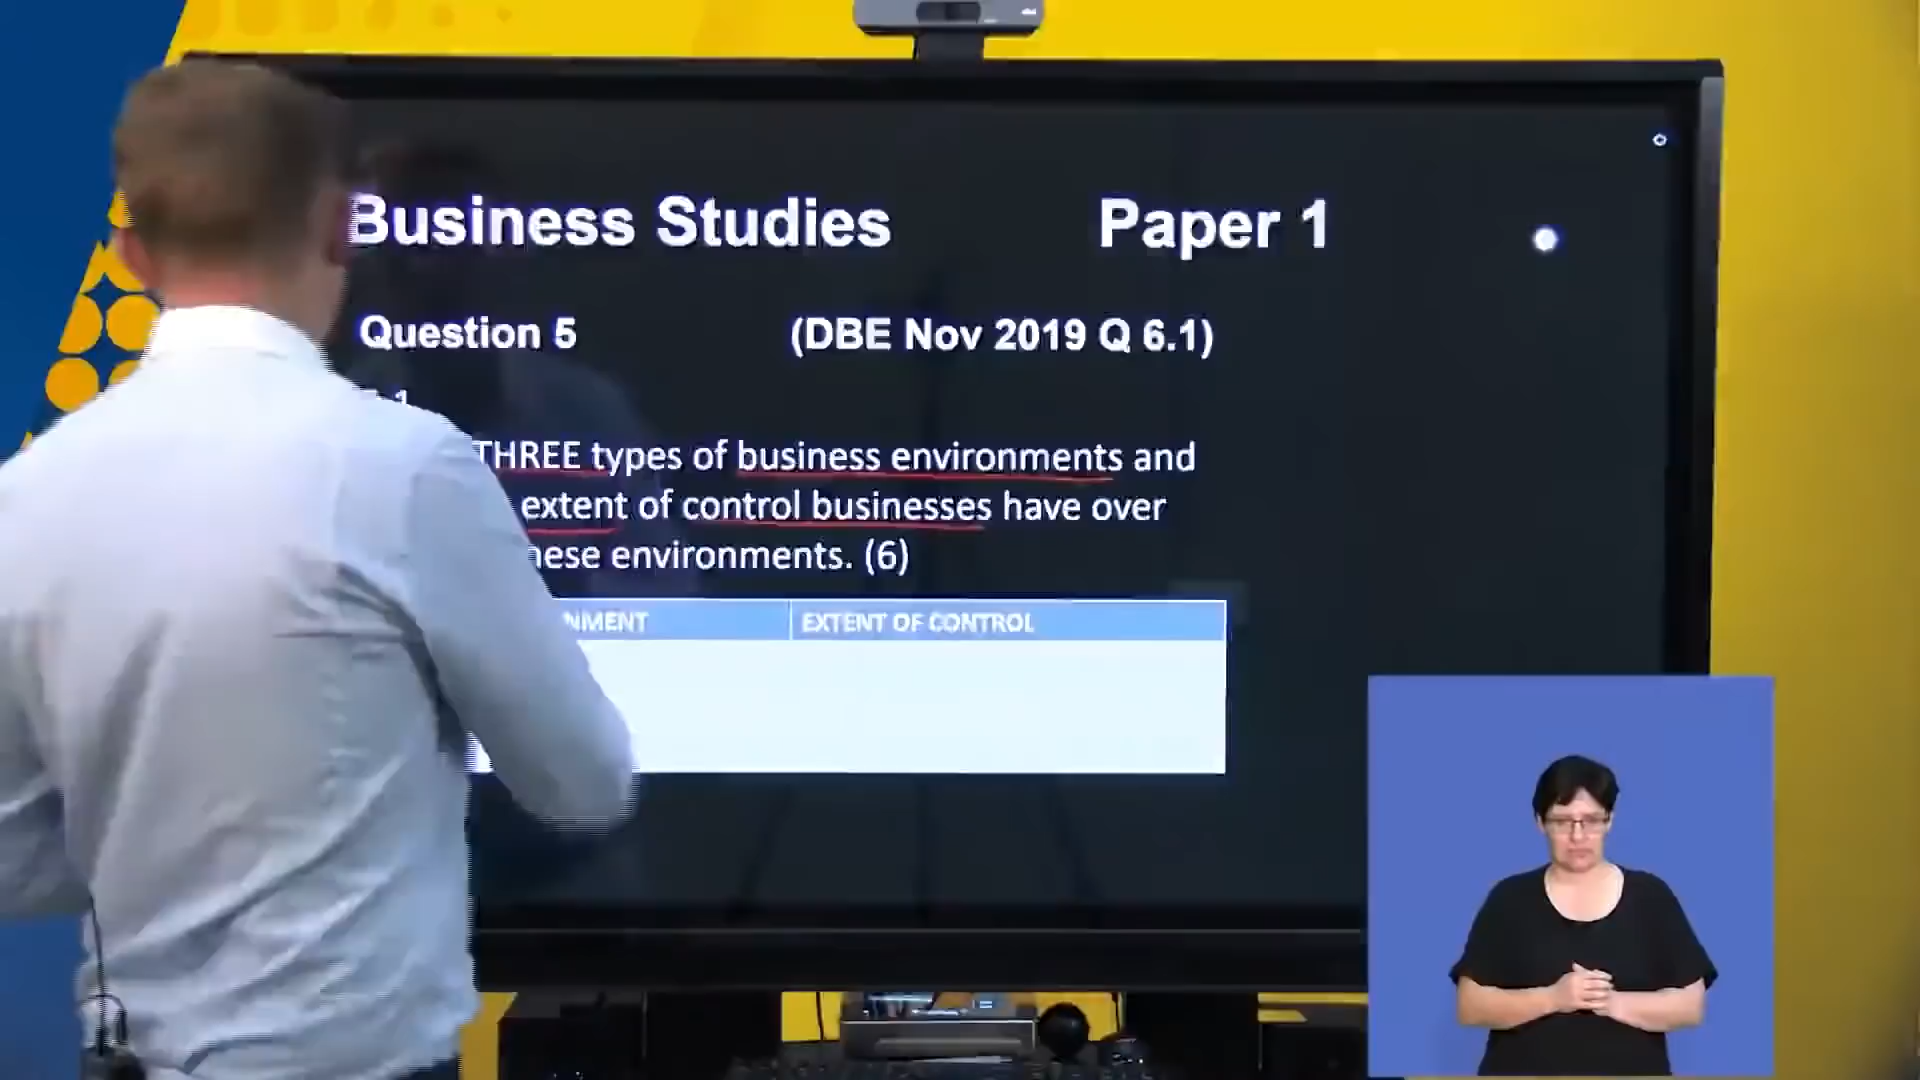 Business Studies Paper 1
Question 5 (DBE Nov 2019 Q 6.1)
THREE types of business environments and
extent of control businesses have over
these environments. (6)
NMENT EXTENT OF CONTROL